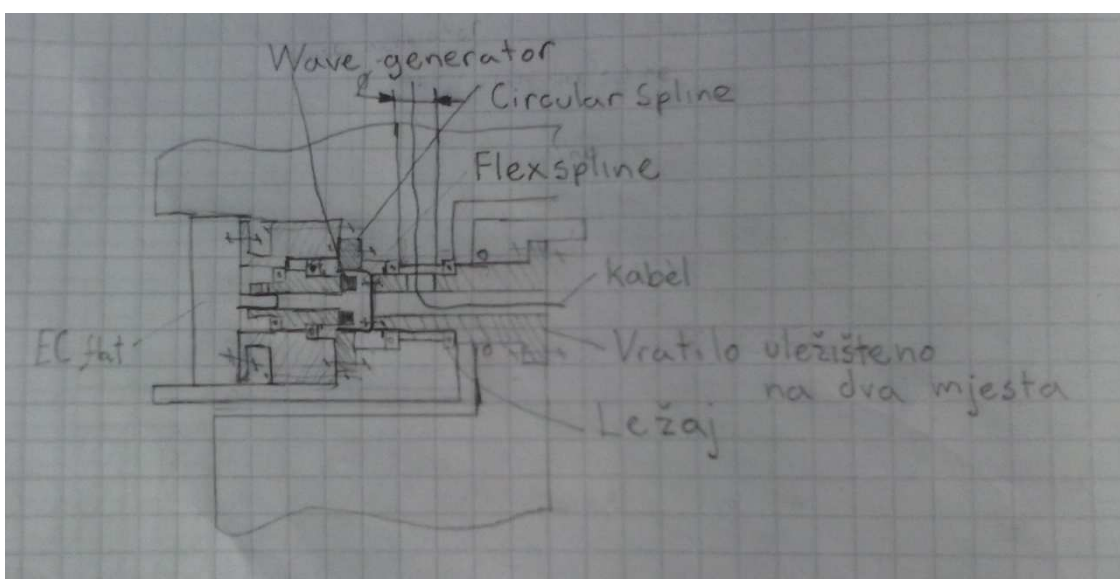 Wave generator
Circular Spline
Flexspline
Kabel
EC flat
Vratilo uležišteno
na dva mjesta
Ležaj